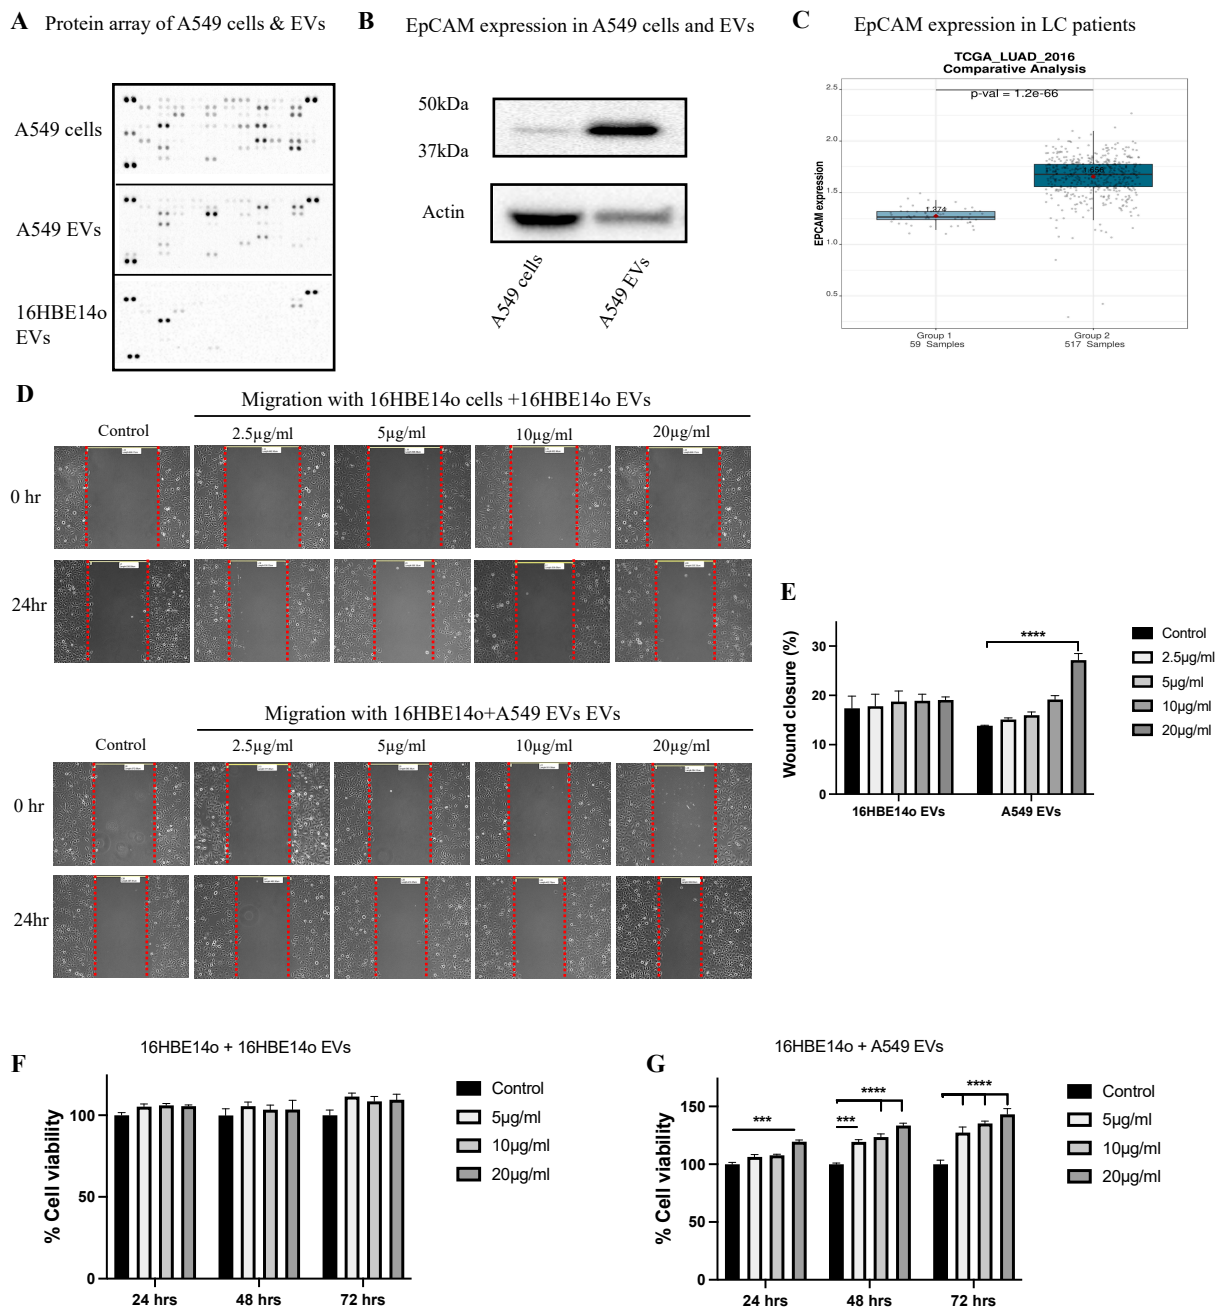 A Protein array of A549 cells & EVs
A549 cells
A549 EVs
16HBE14o
EVs
B EpCAM expression in A549 cells and EVs
50kDa
37kDa
Actin
A549 cells
A549 EVs
C EpCAM expression in LC patients
TCGA_LUAD_2016
Comparative Analysis
2.5
p-val = 1.2e-66
2.0
1.5
1.0
0.5
EPCAM expression
1.274
1.656
Group 1
59 Samples
Group 2
517 Samples
D
Migration with 16HBE14o cells +16HBE14o EVs
Control
2.5µg/ml
5µg/ml
10µg/ml
20µg/ml
0 hr
24hr
Migration with 16HBE14o+A549 EVs EVs
Control
2.5µg/ml
5µg/ml
10µg/ml
20µg/ml
0 hr
24hr
E
Wound closure (%)
30
20
10
0
****
16HBE14o EVs
A549 EVs
Control
2.5µg/ml
5µg/ml
10µg/ml
20µg/ml
F
16HBE14o + 16HBE14o EVs
% Cell viability
100
50
0
24 hrs
48 hrs
72 hrs
Control
5µg/ml
10µg/ml
20µg/ml
G
16HBE14o + A549 EVs
% Cell viability
150
100
50
0
***
***
****
****
24 hrs
48 hrs
72 hrs
Control
5µg/ml
10µg/ml
20µg/ml